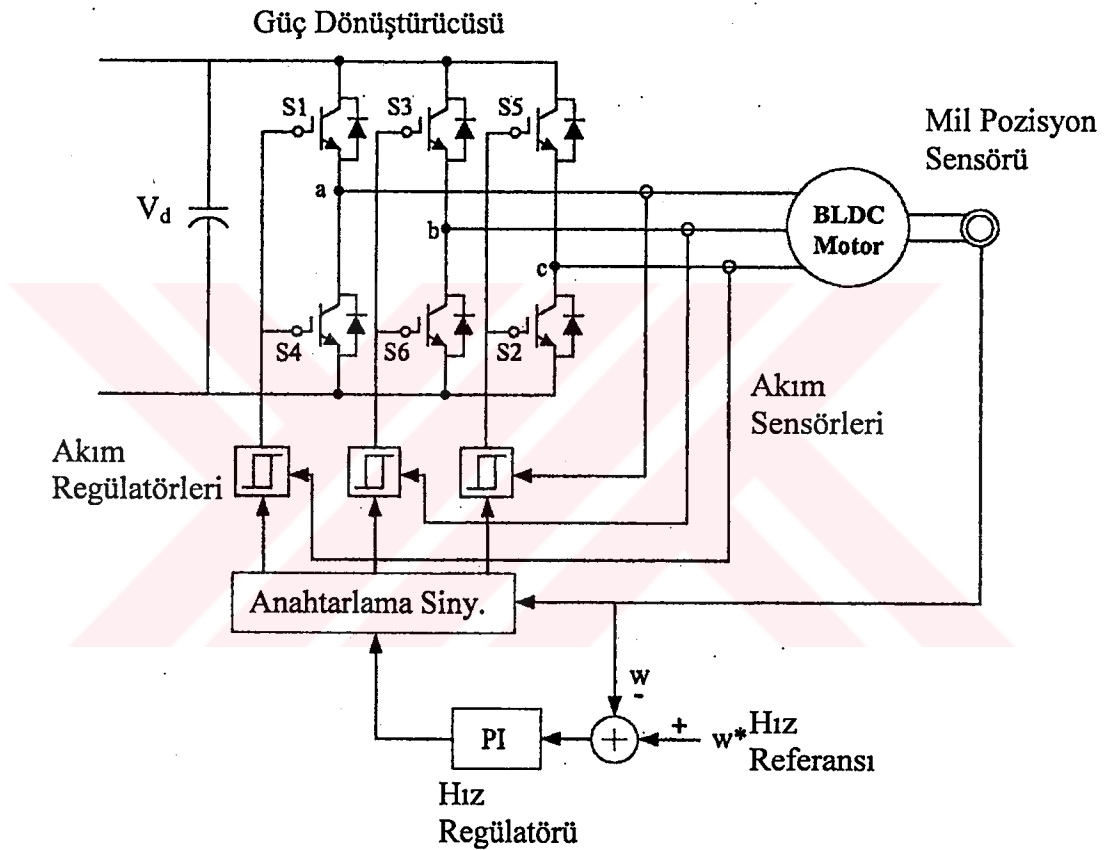 Güç Dönüştürücüsü
S1
S3
S5
Mil Pozisyon
Sensörü
V_d
a
b
c
BLDC
Motor
S4
S6
S2
Akım
Sensörleri
Akım
Regülatörleri
Anahtarlama Siny.
w
-
+
PI
+
w* Hız
Referansı
Hız
Regülatörü